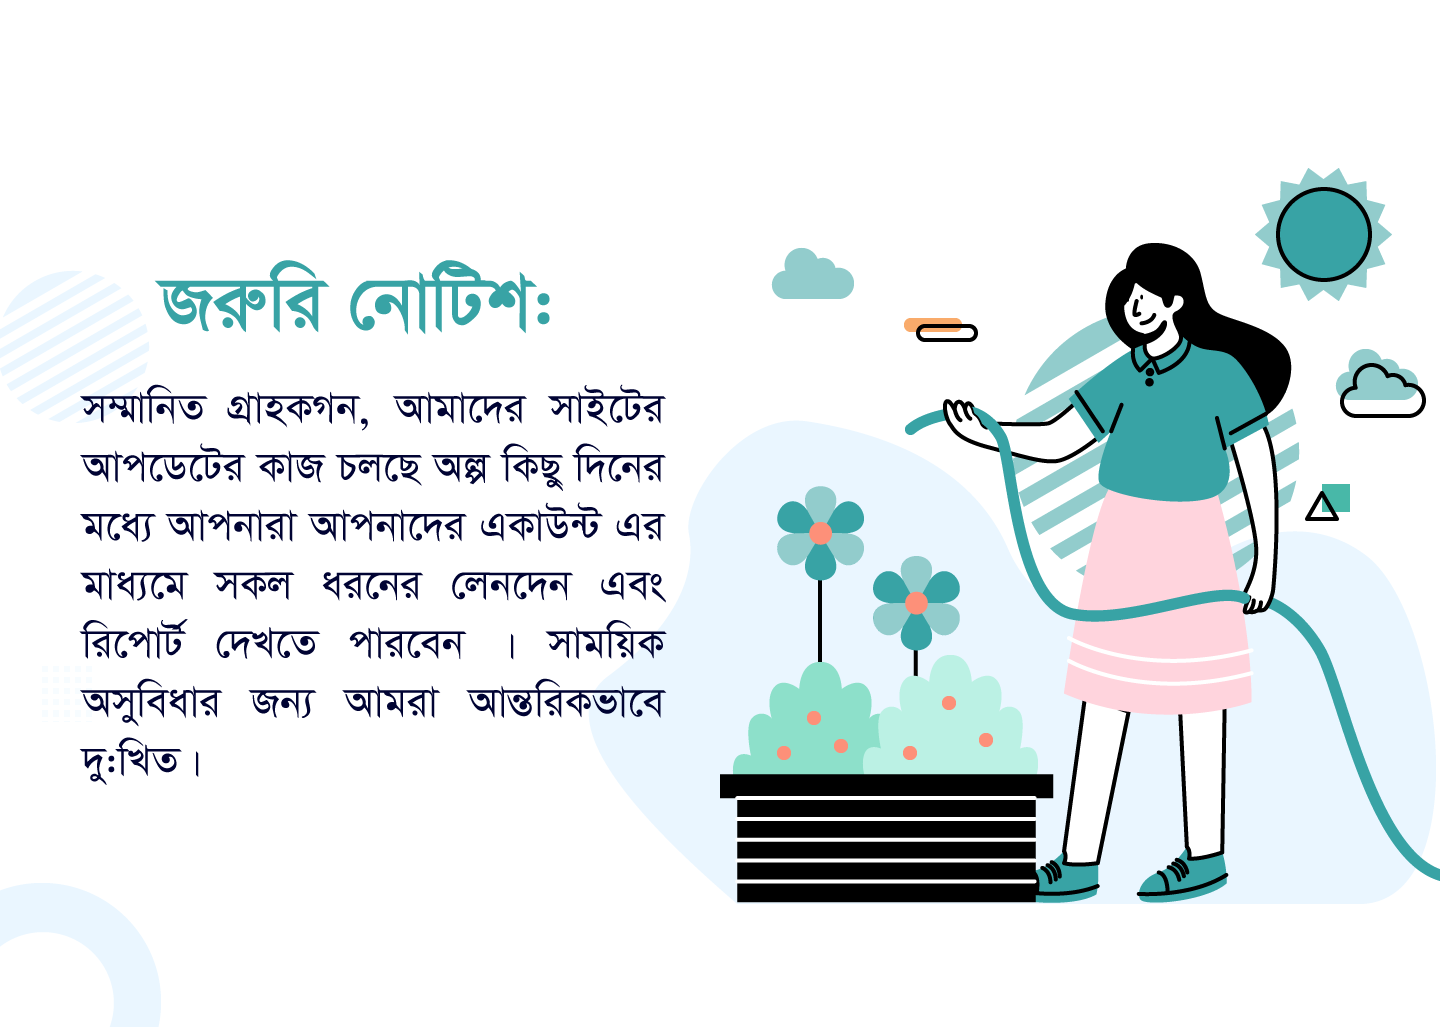 জরুরি নোটিশ:
সম্মানিত গ্রাহকগন, আমাদের সাইটের
আপডেটের কাজ চলছে অল্প কিছু দিনের
মধ্যে আপনারা আপনাদের একাউন্ট এর
মাধ্যমে সকল ধরনের লেনদেন এবং
রিপোর্ট দেখতে পারবেন । সাময়িক
অসুবিধার জন্য আমরা আন্তরিকভাবে
দু:খিত।